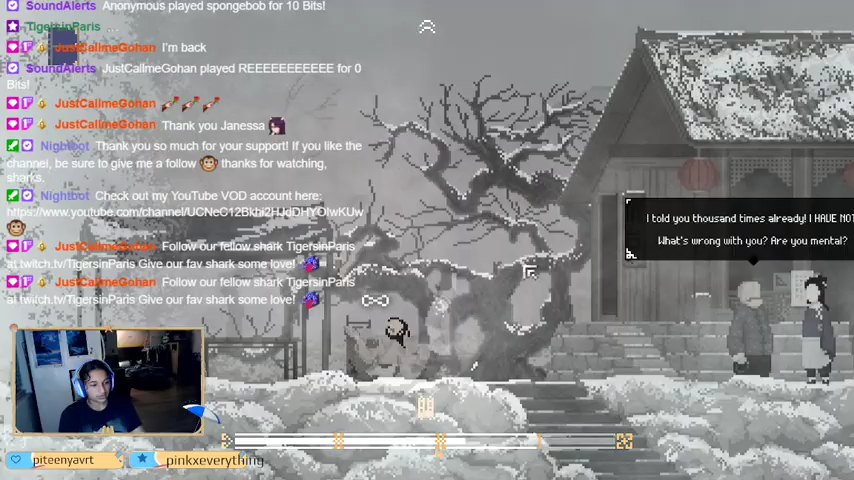 SoundAlerts Anonymous played spongebob for 10 Bits!
TigersinParis ...
JustCallmeGohan I'm back
SoundAlerts JustCallmeGohan played REEEEEEEEEEE for 0
Bits!
JustCallmeGohan
JustCallmeGohan Thank you Janessa
Nightbot Thank you so much for your support! If you like the
channel, be sure to give me a follow thanks for watching,
sharks.
Nightbot Check out my YouTube VOD account here:
JustCallmeGohan Follow our fellow shark TigersinParis
at twitch.tv/TigersinParis Give our fav shark some love!
JustCallmeGohan Follow our fellow shark TigersinParis
at twitch.tv/TigersinParis Give our fav shark some love!
I told you thousand times already! I HAVE NOT
What's wrong with you? Are you mental?
piteenyavrt
pinkxeverything